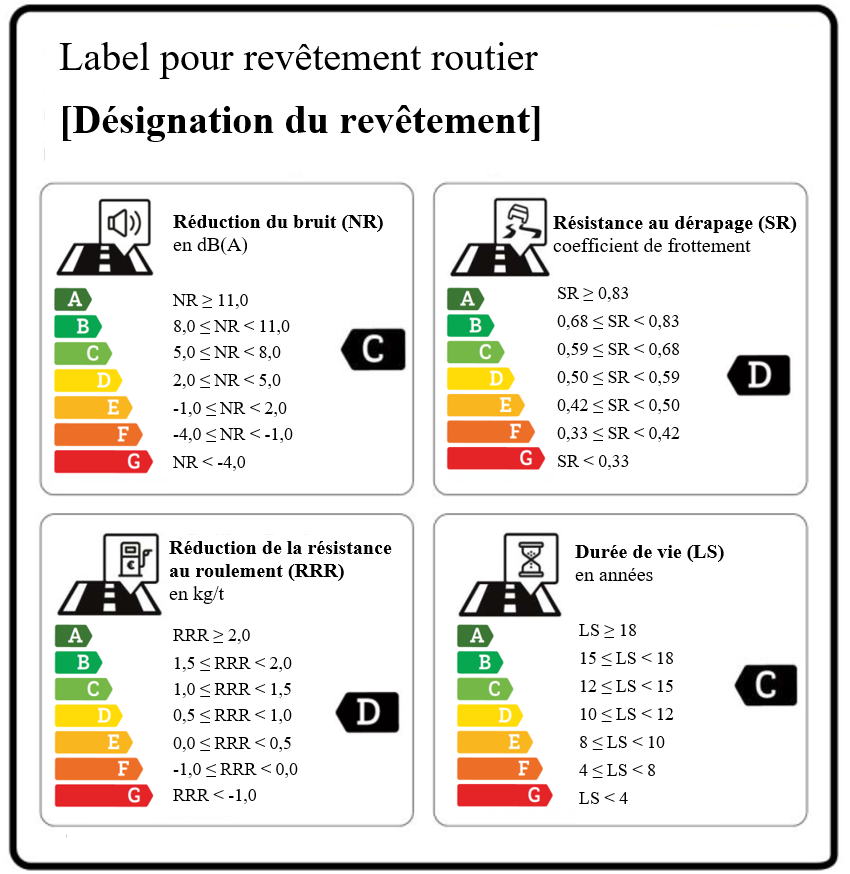 Label pour revêtement routier
[Désignation du revêtement]
Réduction du bruit (NR)
en dB(A)
A NR ≥ 11,0
B 8,0 ≤ NR < 11,0
C 5,0 ≤ NR < 8,0
D 2,0 ≤ NR < 5,0
E -1,0 ≤ NR < 2,0
F -4,0 ≤ NR < -1,0
G NR < -4,0
C
Résistance au dérapage (SR)
coefficient de frottement
A SR ≥ 0,83
B 0,68 ≤ SR < 0,83
C 0,59 ≤ SR < 0,68
D 0,50 ≤ SR < 0,59
E 0,42 ≤ SR < 0,50
F 0,33 ≤ SR < 0,42
G SR < 0,33
D
€
Réduction de la résistance
au roulement (RRR)
en kg/t
A RRR ≥ 2,0
B 1,5 ≤ RRR < 2,0
C 1,0 ≤ RRR < 1,5
D 0,5 ≤ RRR < 1,0
E 0,0 ≤ RRR < 0,5
F -1,0 ≤ RRR < 0,0
G RRR < -1,0
D
Durée de vie (LS)
en années
A LS ≥ 18
B 15 ≤ LS < 18
C 12 ≤ LS < 15
D 10 ≤ LS < 12
E 8 ≤ LS < 10
F 4 ≤ LS < 8
G LS < 4
C